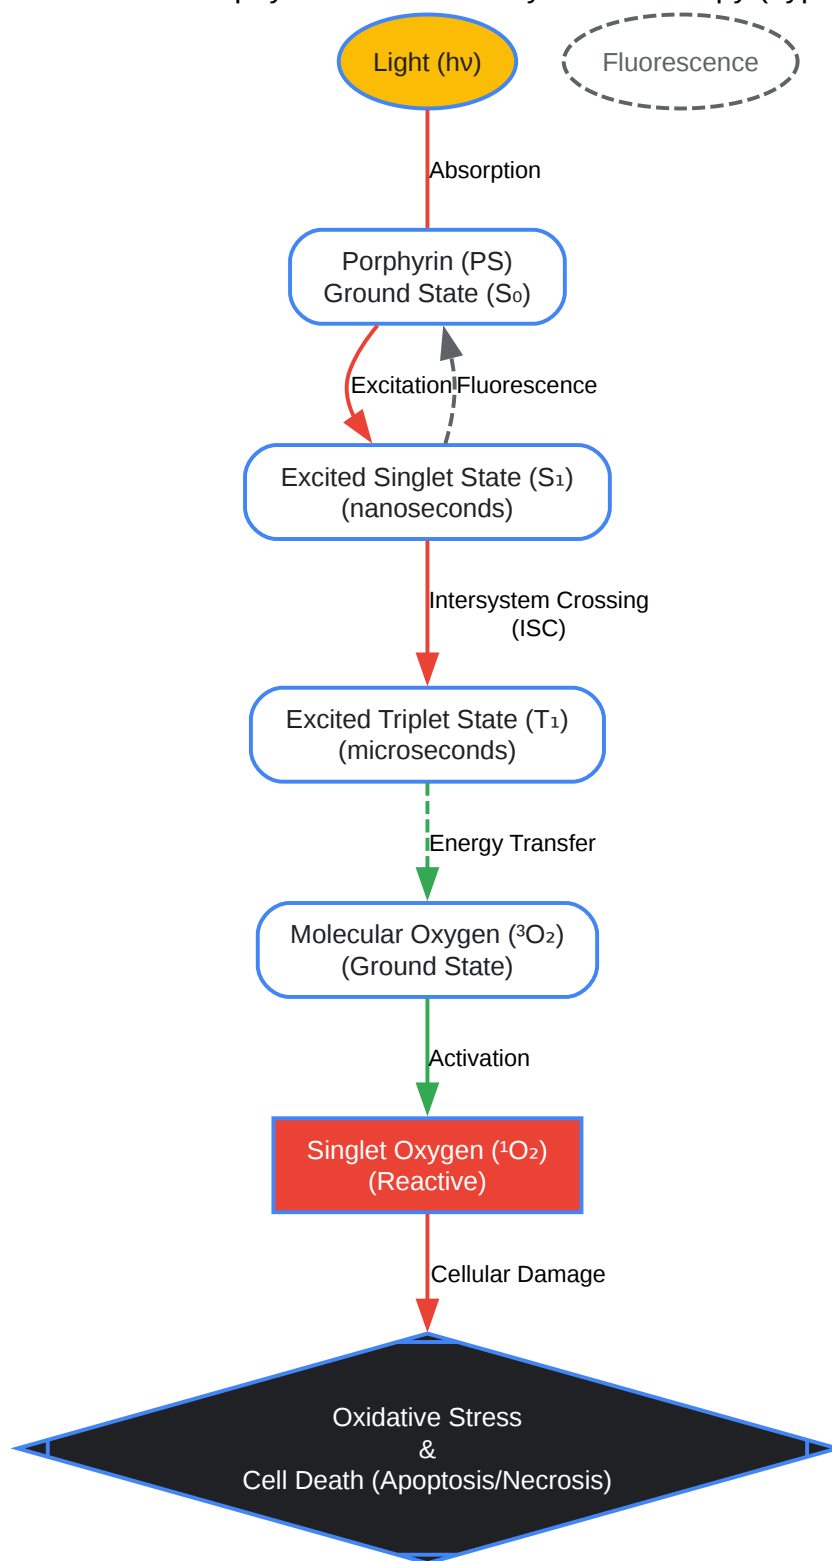 Light (hν)
Fluorescence
Absorption
Porphyrin (PS)
Ground State (S₀)
Excitation
Fluorescence
Excited Singlet State (S₁)
(nanoseconds)
Intersystem Crossing
(ISC)
Excited Triplet State (T₁)
(microseconds)
Energy Transfer
Molecular Oxygen (³O₂)
(Ground State)
Activation
Singlet Oxygen (¹O₂)
(Reactive)
Cellular Damage
Oxidative Stress
&
Cell Death (Apoptosis/Necrosis)